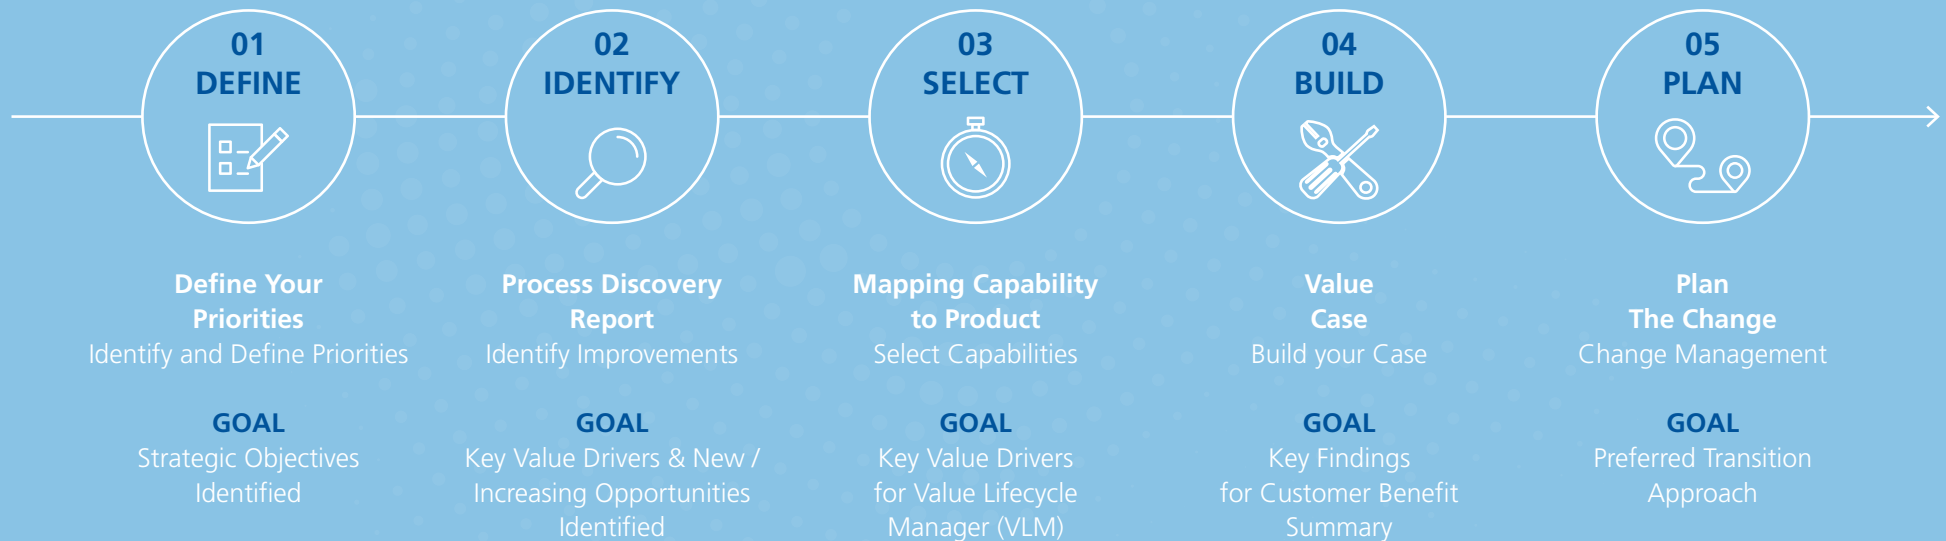 01
DEFINE
Define Your
Priorities
Identify and Define Priorities
GOAL
Strategic Objectives
Identified
02
IDENTIFY
Process Discovery
Report
Identify Improvements
GOAL
Key Value Drivers & New /
Increasing Opportunities
Identified
03
SELECT
Mapping Capability
to Product
Select Capabilities
GOAL
Key Value Drivers
for Value Lifecycle
Manager (VLM)
04
BUILD
Value
Case
Build your Case
GOAL
Key Findings
for Customer Benefit
Summary
05
PLAN
Plan
The Change
Change Management
GOAL
Preferred Transition
Approach